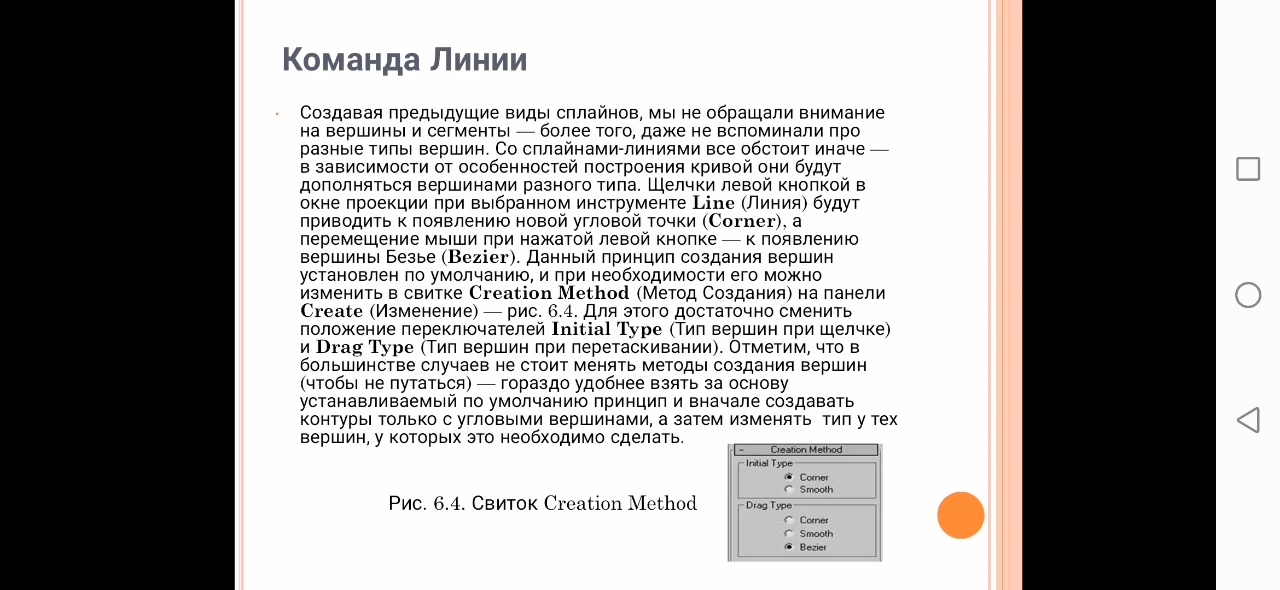 Команда Линии
Создавая предыдущие виды сплайнов, мы не обращали внимание
на вершины и сегменты — более того, даже не вспоминали про
разные типы вершин. Со сплайнами-линиями все обстоит иначе —
в зависимости от особенностей построения кривой они будут
дополняться вершинами разного типа. Щелчки левой кнопкой в
окне проекции при выбранном инструменте Line (Линия) будут
приводить к появлению новой угловой точки (Corner), а
перемещение мыши при нажатой левой кнопке — к появлению
вершины Безье (Bezier). Данный принцип создания вершин
установлен по умолчанию, и при необходимости его можно
изменить в свитке Creation Method (Метод Создания) на панели
Create (Изменение) — рис. 6.4. Для этого достаточно сменить
положение переключателей Initial Type (Тип вершин при щелчке)
и Drag Type (Тип вершин при перетаскивании). Отметим, что в
большинстве случаев не стоит менять методы создания вершин
(чтобы не путаться) — гораздо удобнее взять за основу
устанавливаемый по умолчанию принцип и вначале создавать
контуры только с угловыми вершинами, а затем изменять  тип у тех
вершин, у которых это необходимо сделать.
Рис. 6.4. Свиток Creation Method
- Creation Method
Initial Type
Corner
Smooth
Drag Type
Corner
Smooth
Bezier